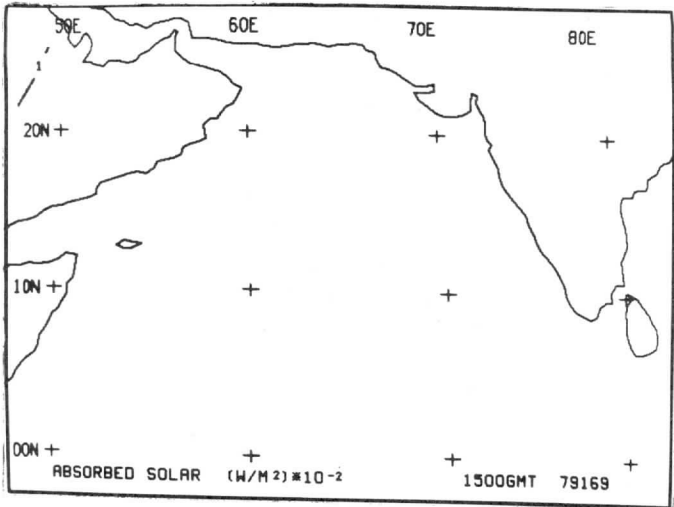 50E 60E 70E 80E
1
20N
10N
00N
ABSORBED SOLAR (W/M2)*10-2 1500GMT 79169